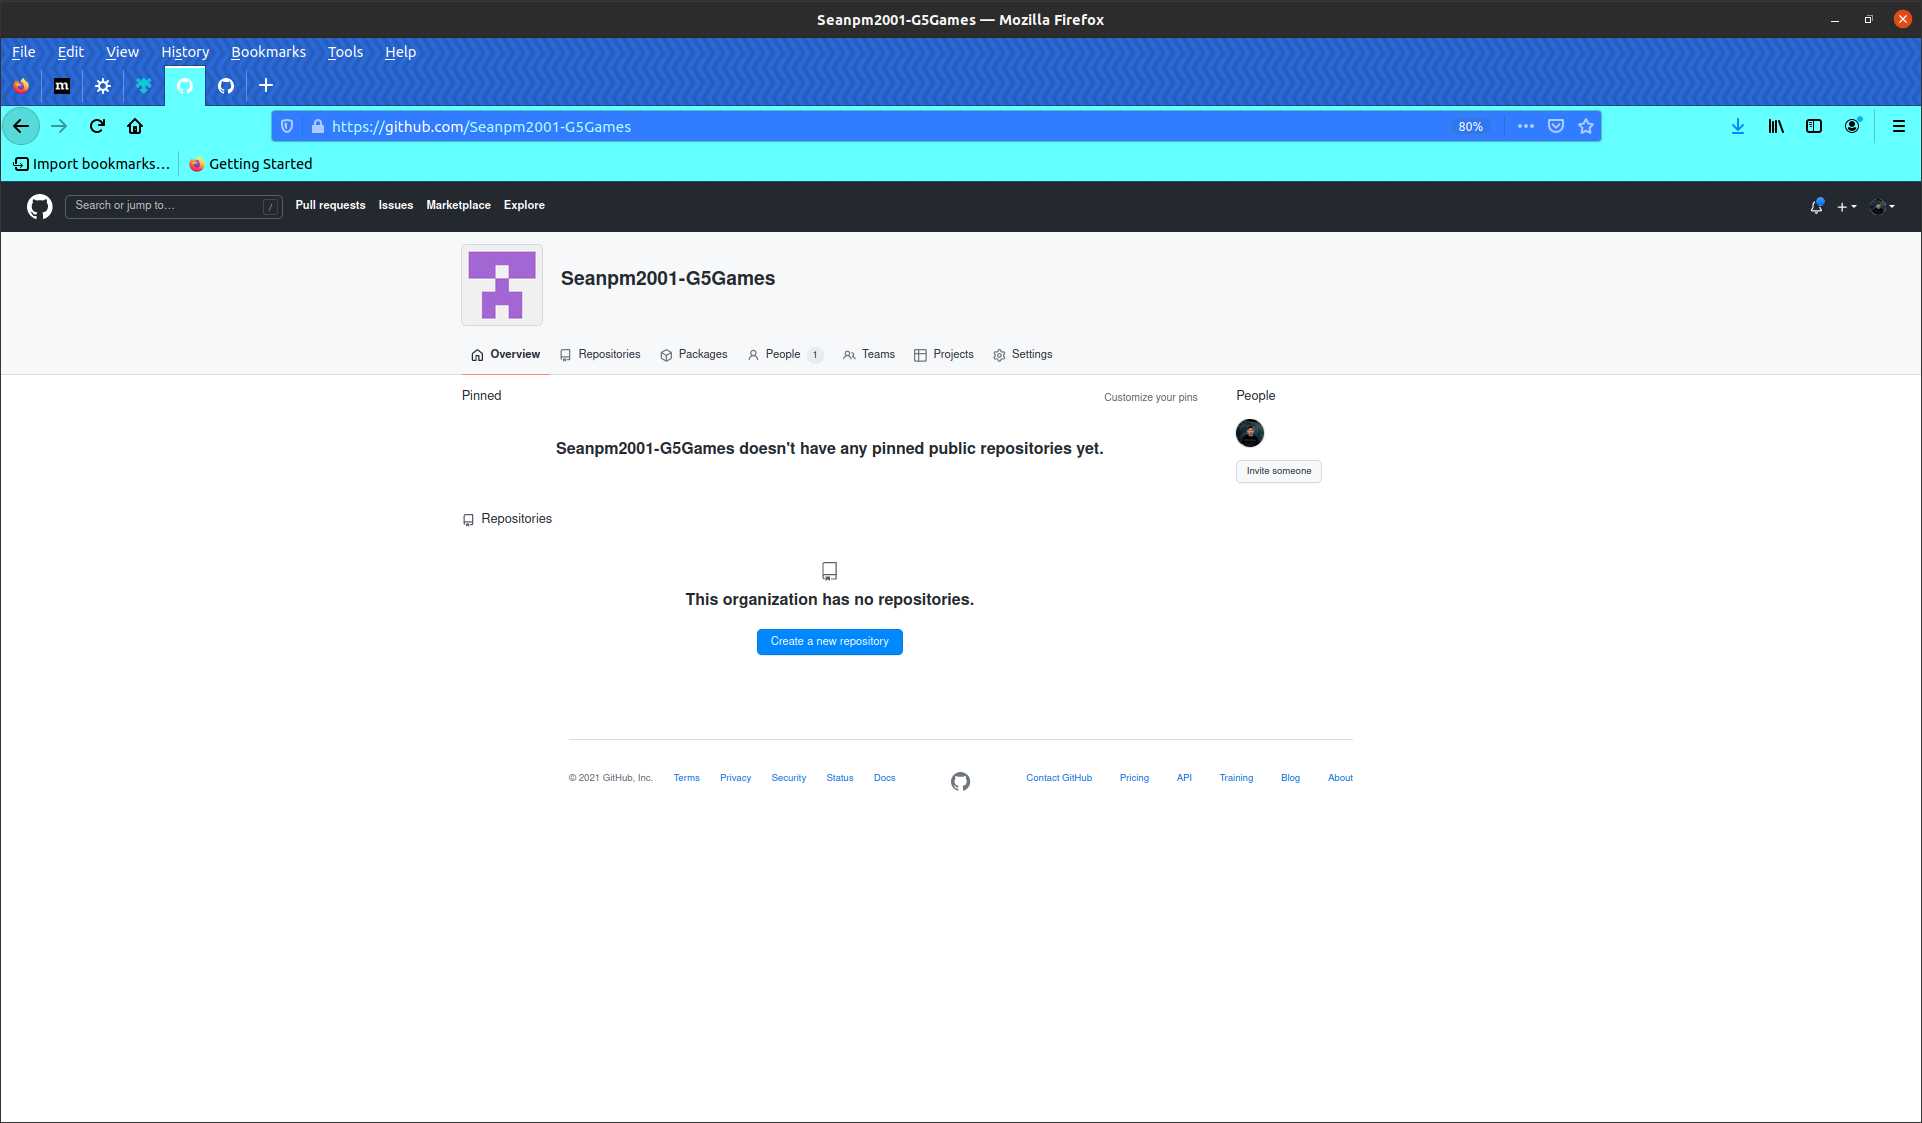 Seanpm2001-G5Games — Mozilla Firefox
File Edit View History Bookmarks Tools Help
m
https://github.com/Seanpm2001-G5Games 80%
Import bookmarks... Getting Started
Search or jump to... / Pull requests Issues Marketplace Explore
Seanpm2001-G5Games
Overview Repositories Packages People 1 Teams Projects Settings
Pinned Customize your pins People
Seanpm2001-G5Games doesn't have any pinned public repositories yet.
Invite someone
Repositories
This organization has no repositories.
Create a new repository
© 2021 GitHub, Inc. Terms Privacy Security Status Docs Contact GitHub Pricing API Training Blog About